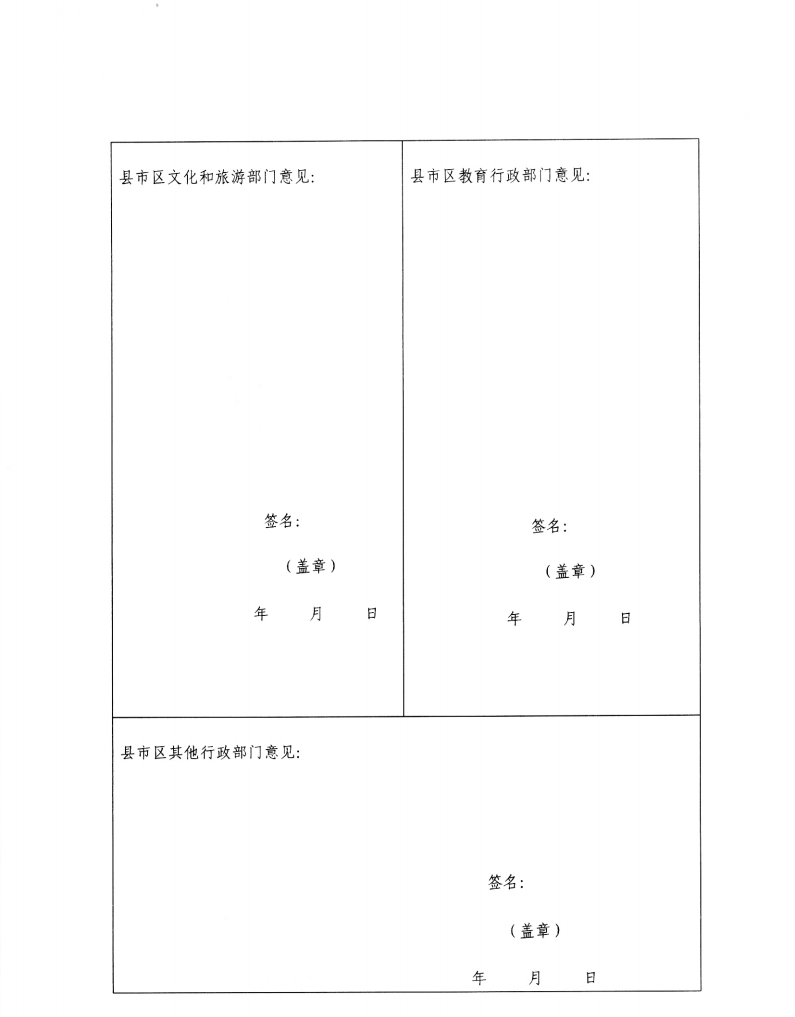 县市区文化和旅游部门意见:
签名:
（盖章）
年 月 日
县市区教育行政部门意见:
签名:
（盖章）
年 月 日
县市区其他行政部门意见:
签名:
（盖章）
年 月 日